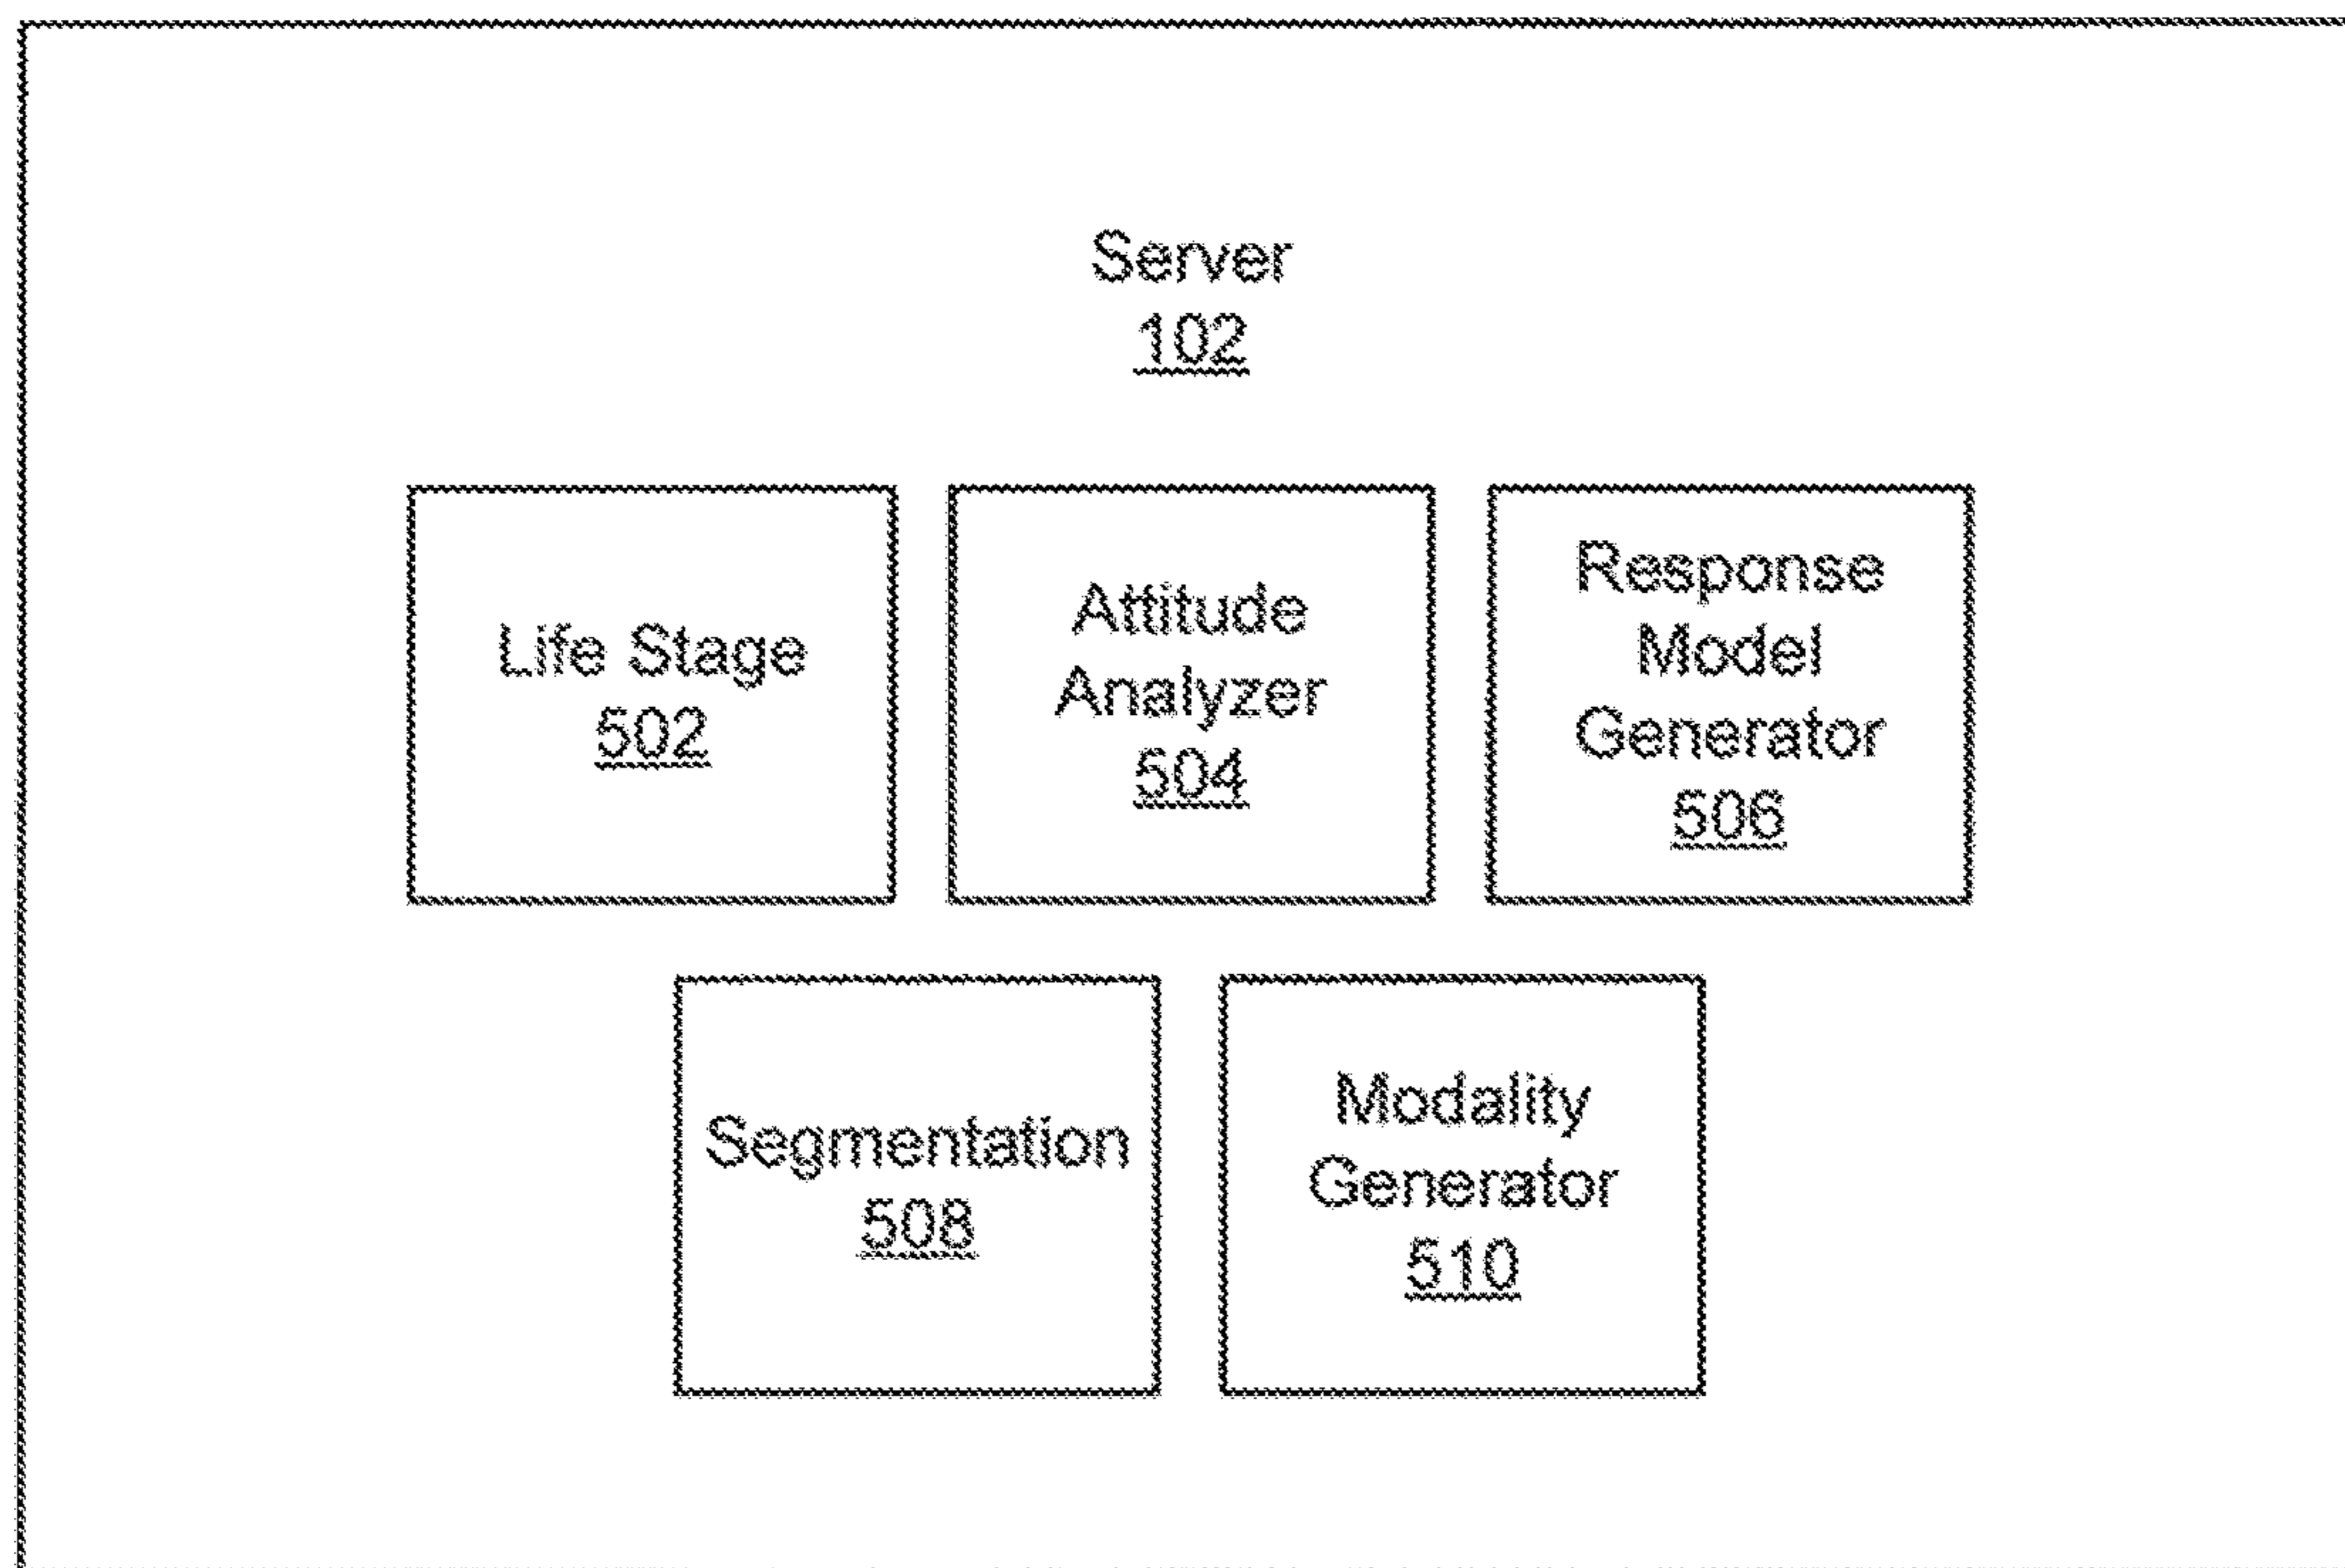 Server
102
Life Stage
502
Attitude
Analyzer
504
Response
Model
Generator
506
Segmentation
508
Modality
Generator
510